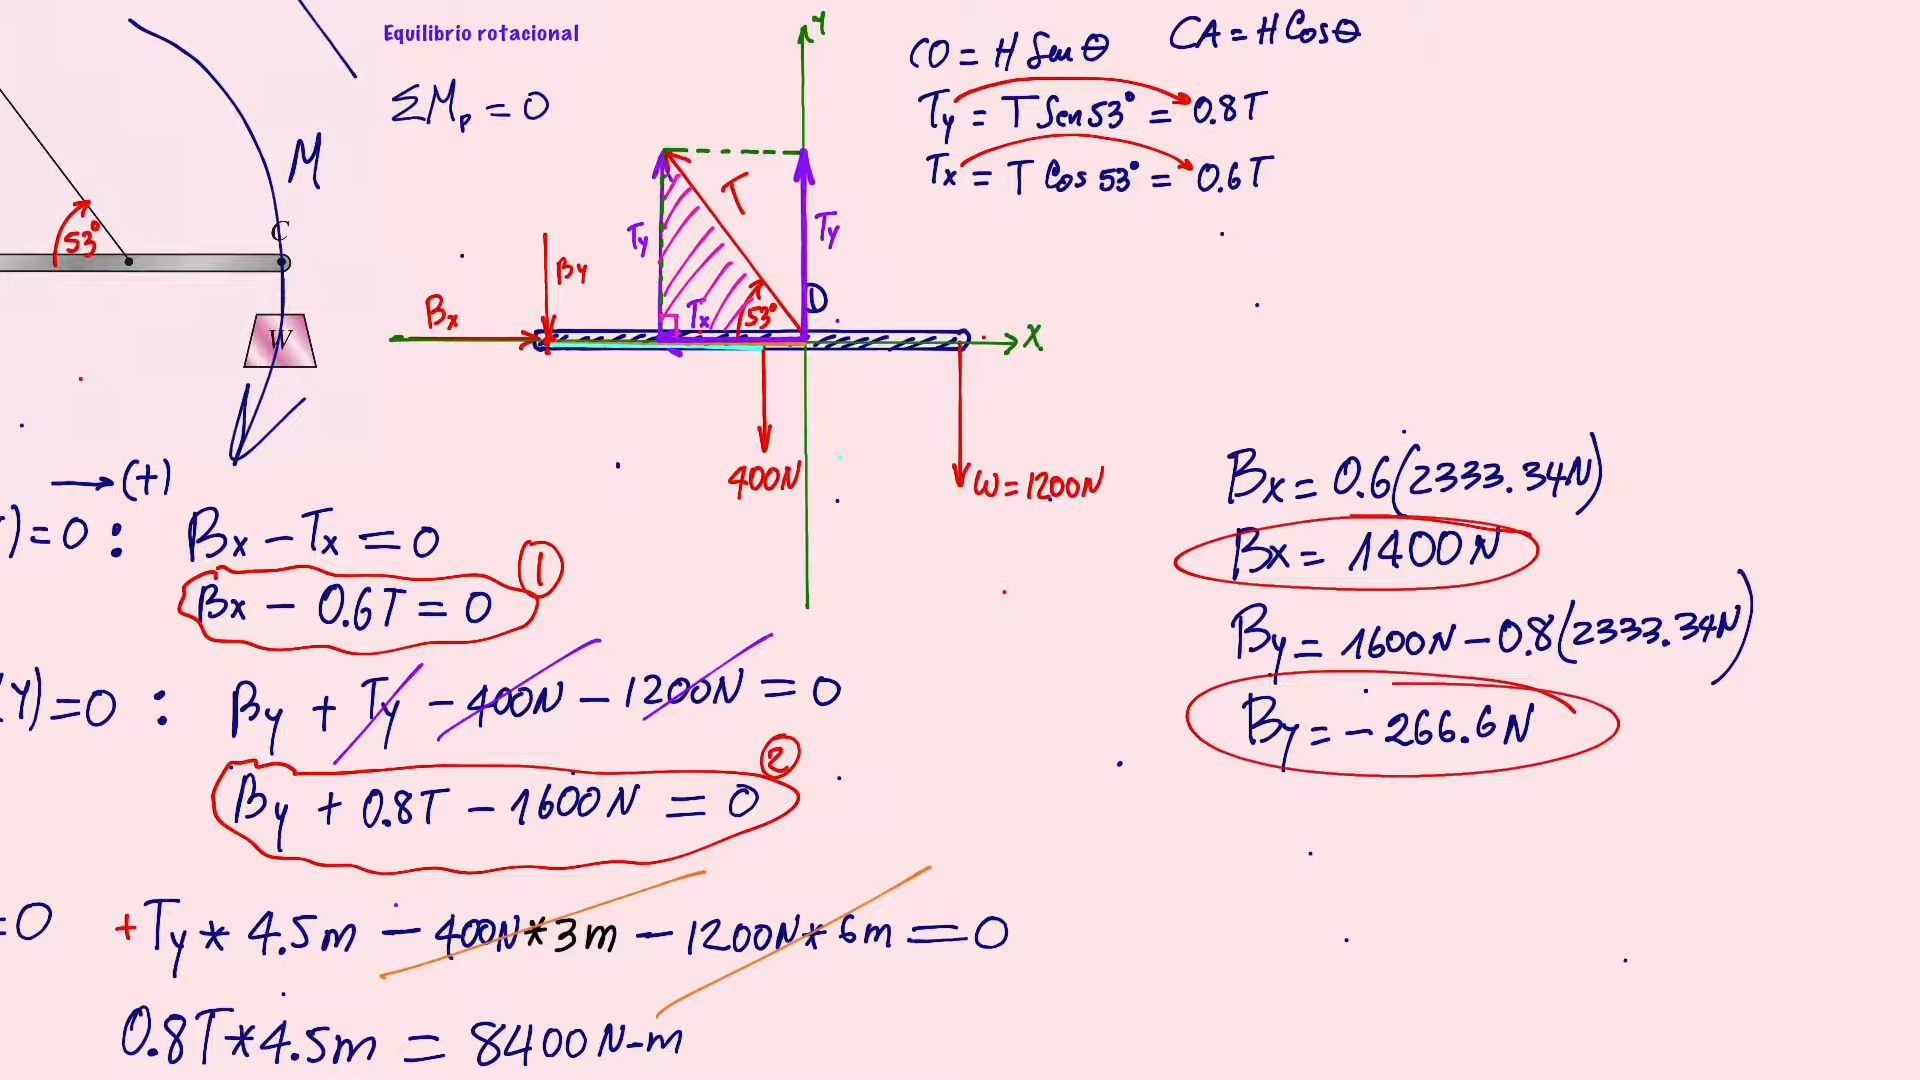 Equilibrio rotacional
ΣMp = 0
CO = H Sen θ
CA = H Cos θ
Ty = T Sen 53° = 0.8T
Tx = T Cos 53° = 0.6T
Y
M
C
53°
W
Ty
T
Ty
D
By
Bx
Tx
53°
X
400N
W = 1200N
→(+)
)=0 : Bx − Tx = 0
Bx − 0.6T = 0
1
Y)=0 : By + Ty − 400N − 1200N = 0
By + 0.8T − 1600N = 0
2
=0 +Ty * 4.5m − 400N * 3m − 1200N * 6m = 0
0.8T * 4.5m = 8400 N-m
Bx = 0.6(2333.34N)
Bx = 1400N
By = 1600N − 0.8(2333.34N)
By = − 266.6N